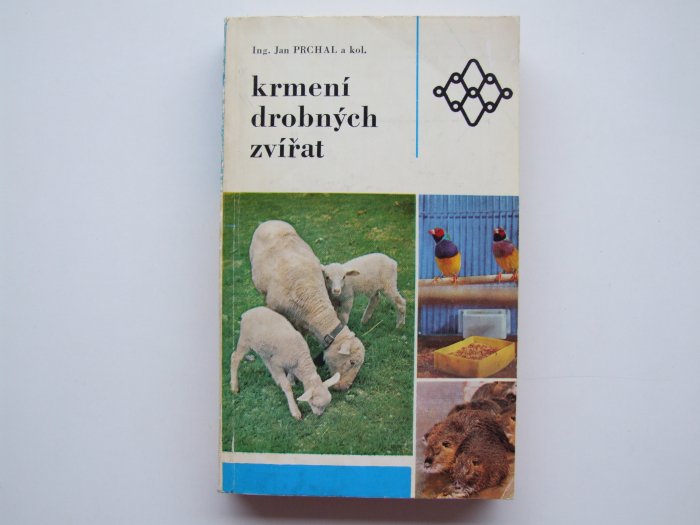 Ing. Jan PRCHAL a kol.
krmení
drobných
zvířat